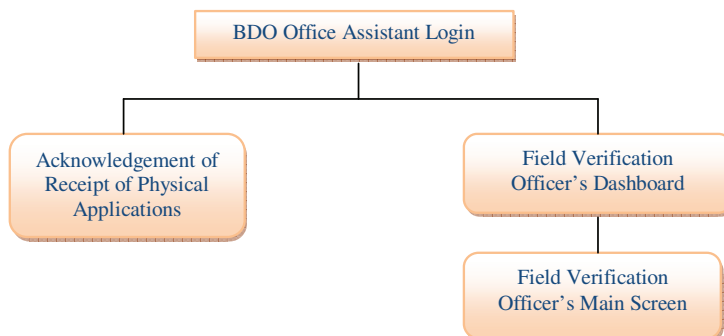 BDO Office Assistant Login
Acknowledgement of
Receipt of Physical
Applications
Field Verification
Officer’s Dashboard
Field Verification
Officer’s Main Screen